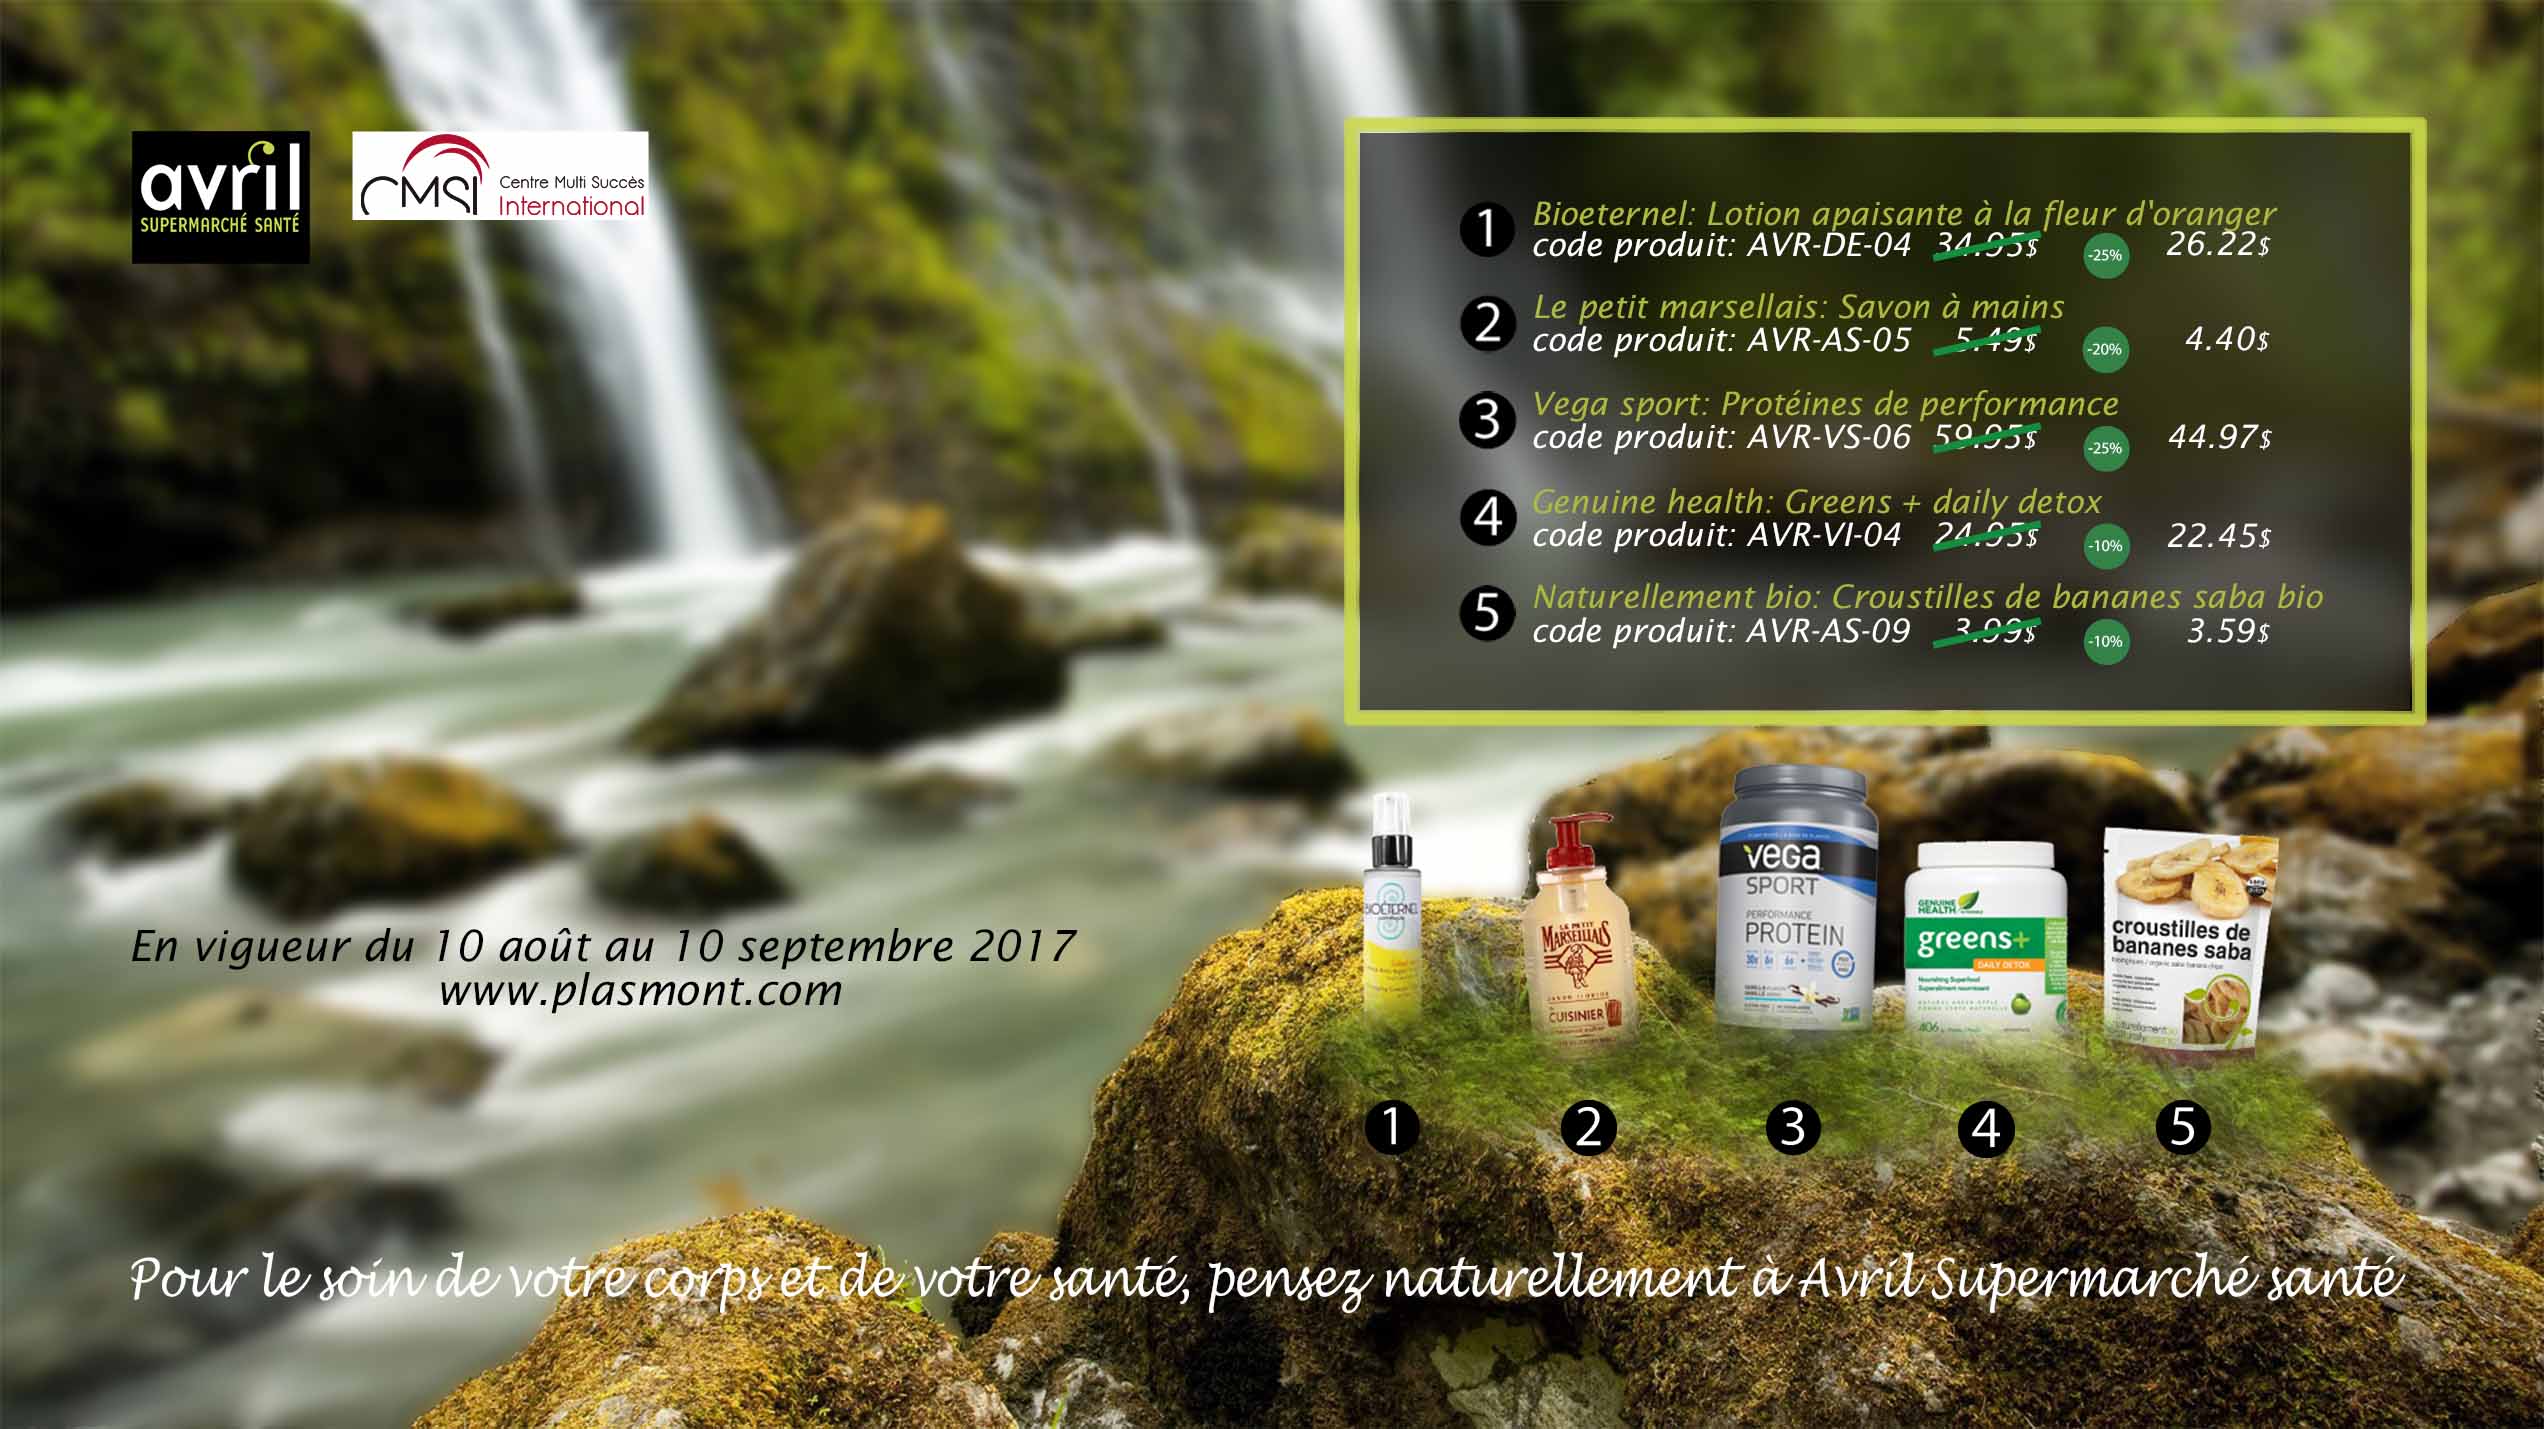 avril
SUPERMARCHÉ SANTÉ
CMSI Centre Multi Succès
International
1 Bioeternel: Lotion apaisante à la fleur d'oranger
code produit: AVR-DE-04 34.95$ -25% 26.22$
2 Le petit marsellais: Savon à mains
code produit: AVR-AS-05 5.49$ -20% 4.40$
3 Vega sport: Protéines de performance
code produit: AVR-VS-06 59.95$ -25% 44.97$
4 Genuine health: Greens + daily detox
code produit: AVR-VI-04 24.95$ -10% 22.45$
5 Naturellement bio: Croustilles de bananes saba bio
code produit: AVR-AS-09 3.99$ -10% 3.59$
BIOETERNEL
LE PETIT
MARSEILLAIS
CUISINIER
vega
SPORT
PERFORMANCE
PROTEIN
GENUINE
HEALTH
greens+
DAILY DETOX
Nourishing Superfood
Superaliment nourrissant
croustilles de
bananes saba
1 2 3 4 5
En vigueur du 10 août au 10 septembre 2017
www.plasmont.com
Pour le soin de votre corps et de votre santé, pensez naturellement à Avril Supermarché santé